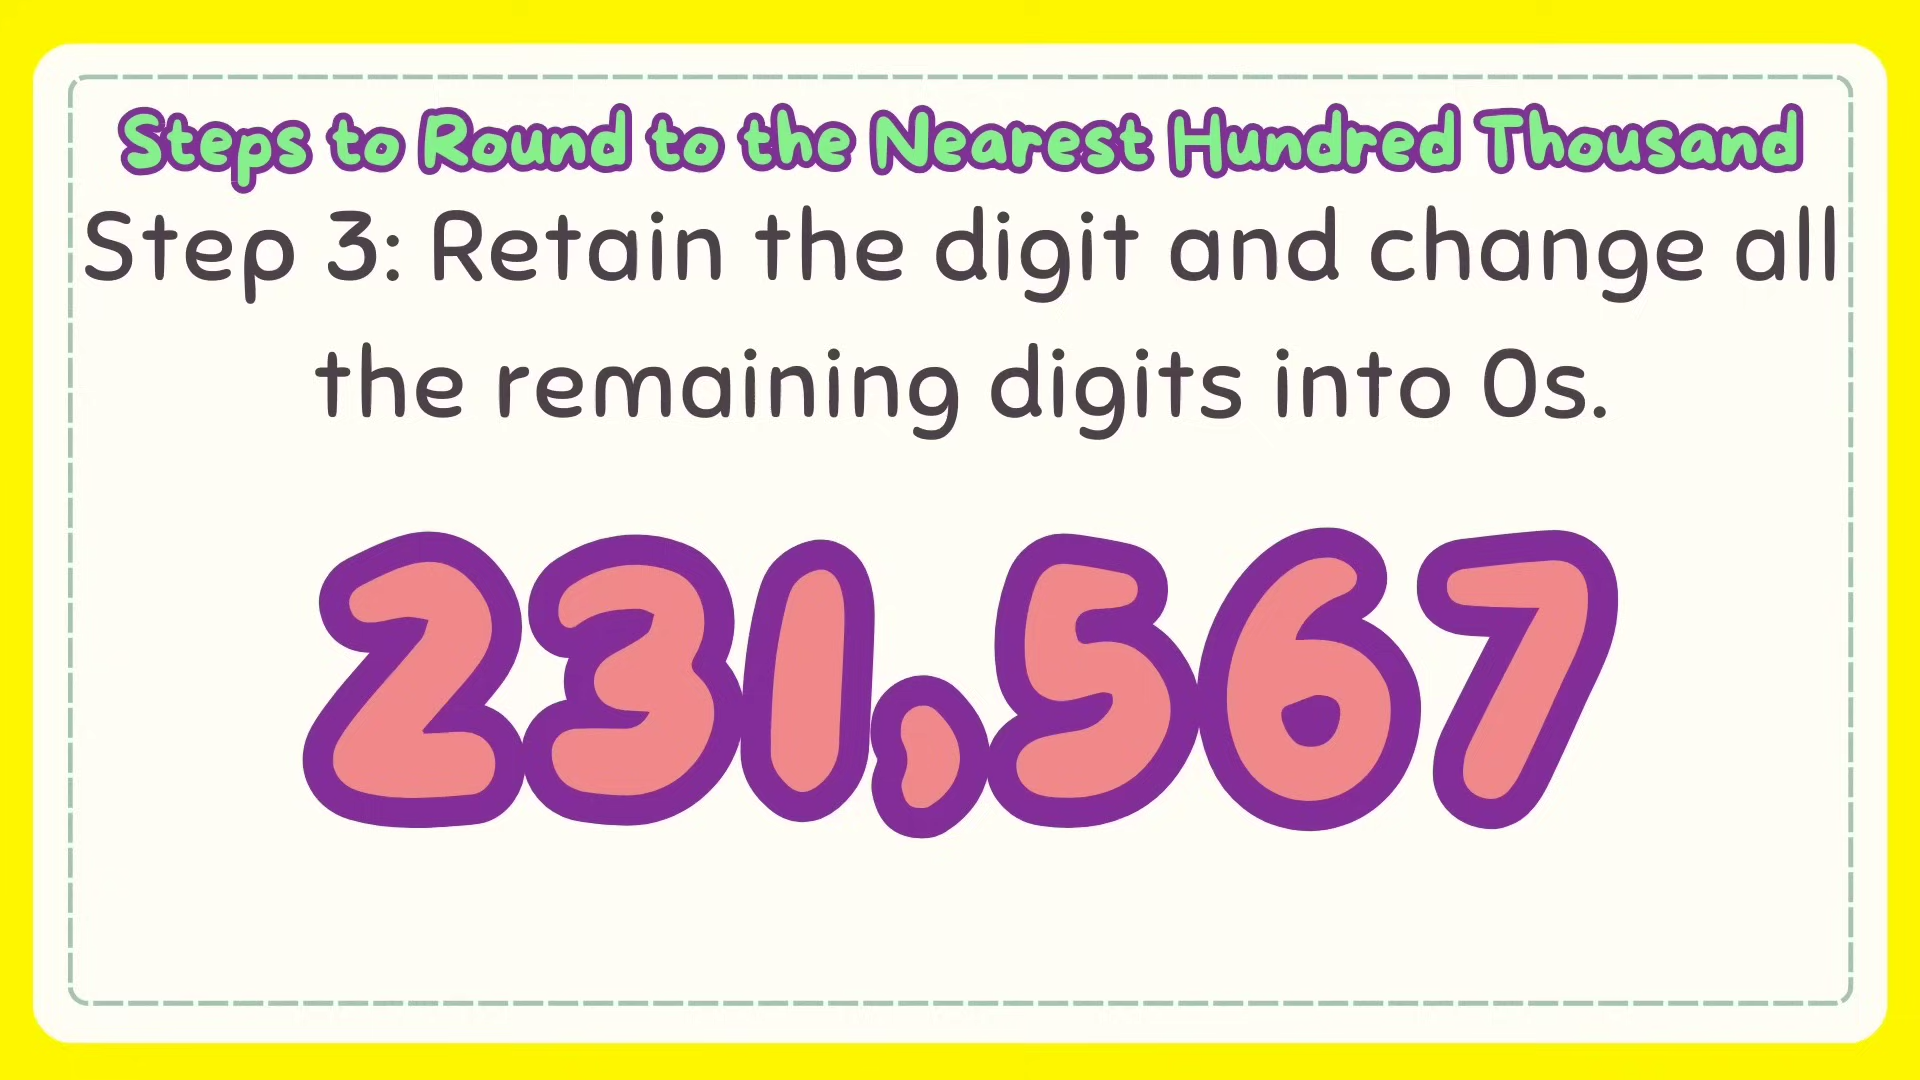 Steps to Round to the Nearest Hundred Thousand
Step 3: Retain the digit and change all
the remaining digits into 0s.
231,567